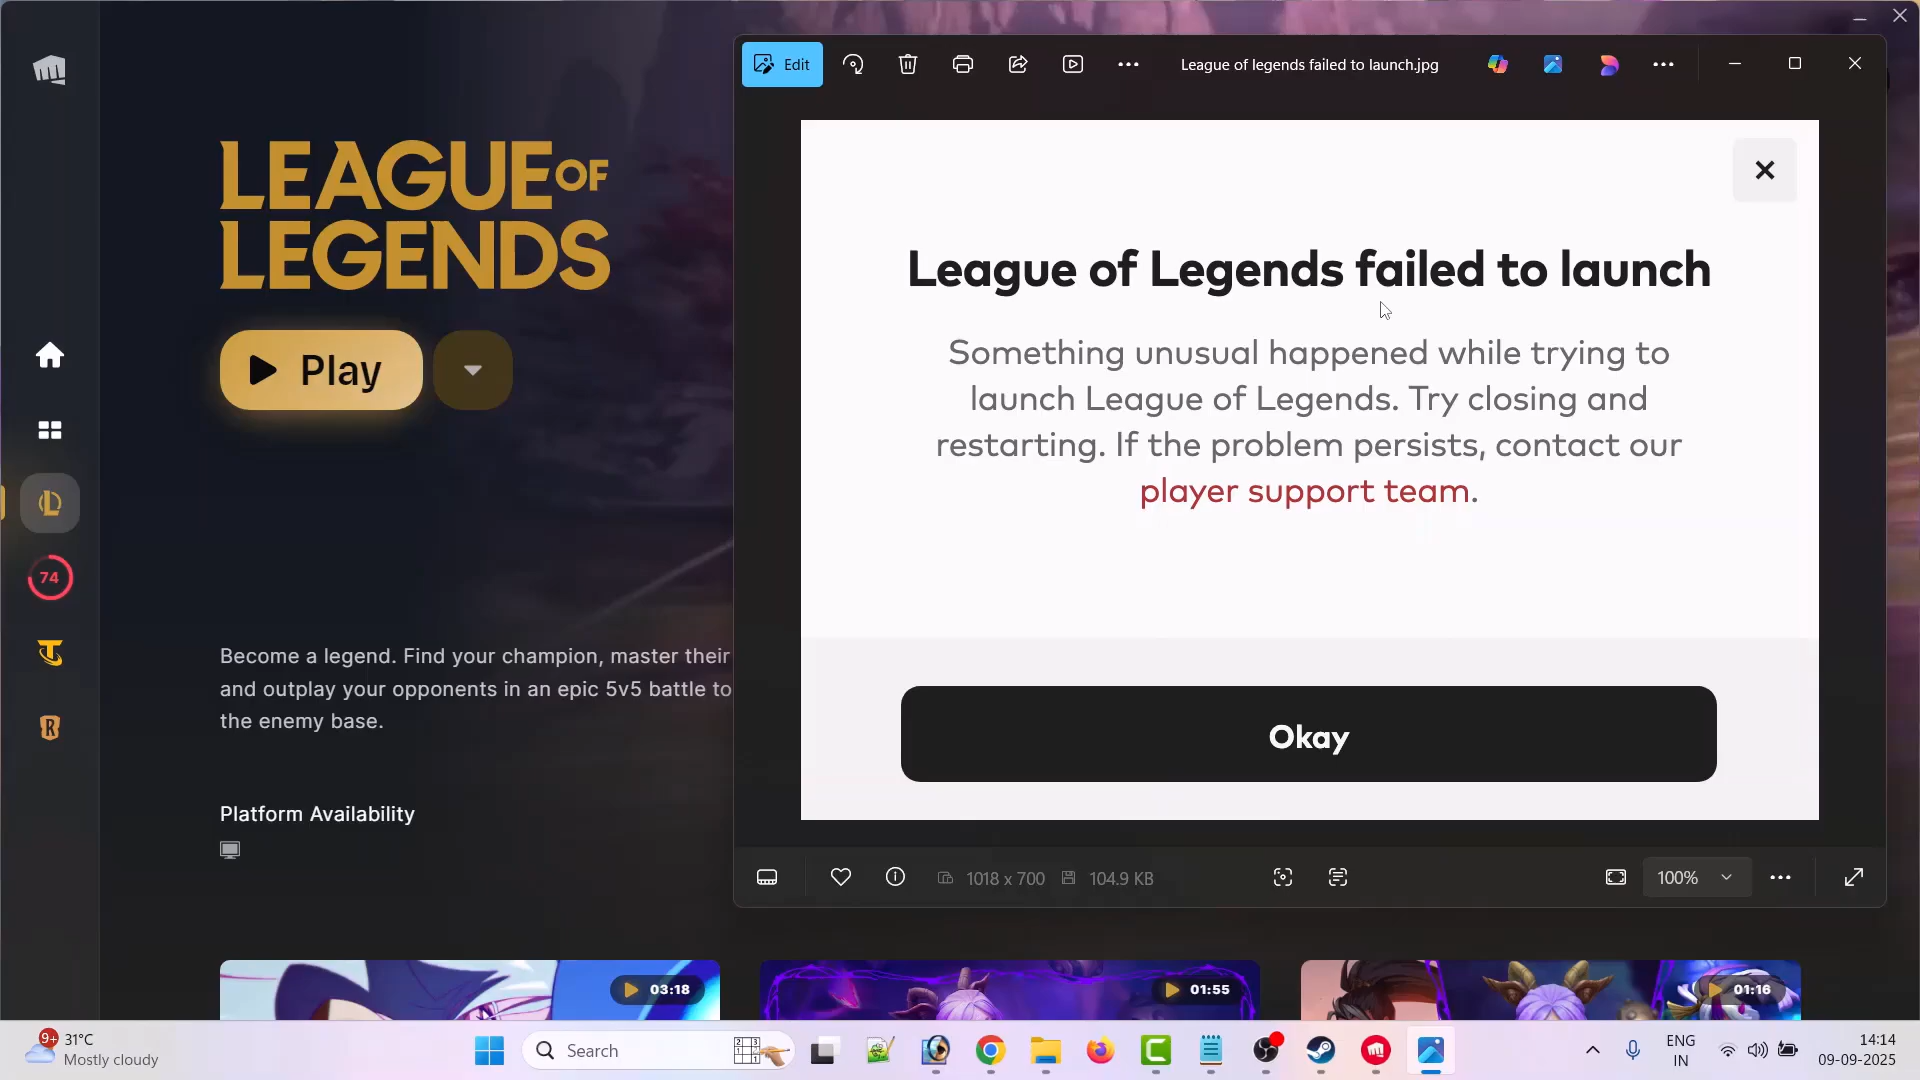 LEAGUE OF
LEGENDS
Play
74
Become a legend. Find your champion, master their
and outplay your opponents in an epic 5v5 battle to
the enemy base.
Platform Availability
Edit
League of legends failed to launch.jpg
League of Legends failed to launch
Something unusual happened while trying to
launch League of Legends. Try closing and
restarting. If the problem persists, contact our
player support team.
Okay
1018 x 700
104.9 KB
100%
03:18
01:55
01:16
9+
31°C
Mostly cloudy
Search
ENG
IN
14:14
09-09-2025